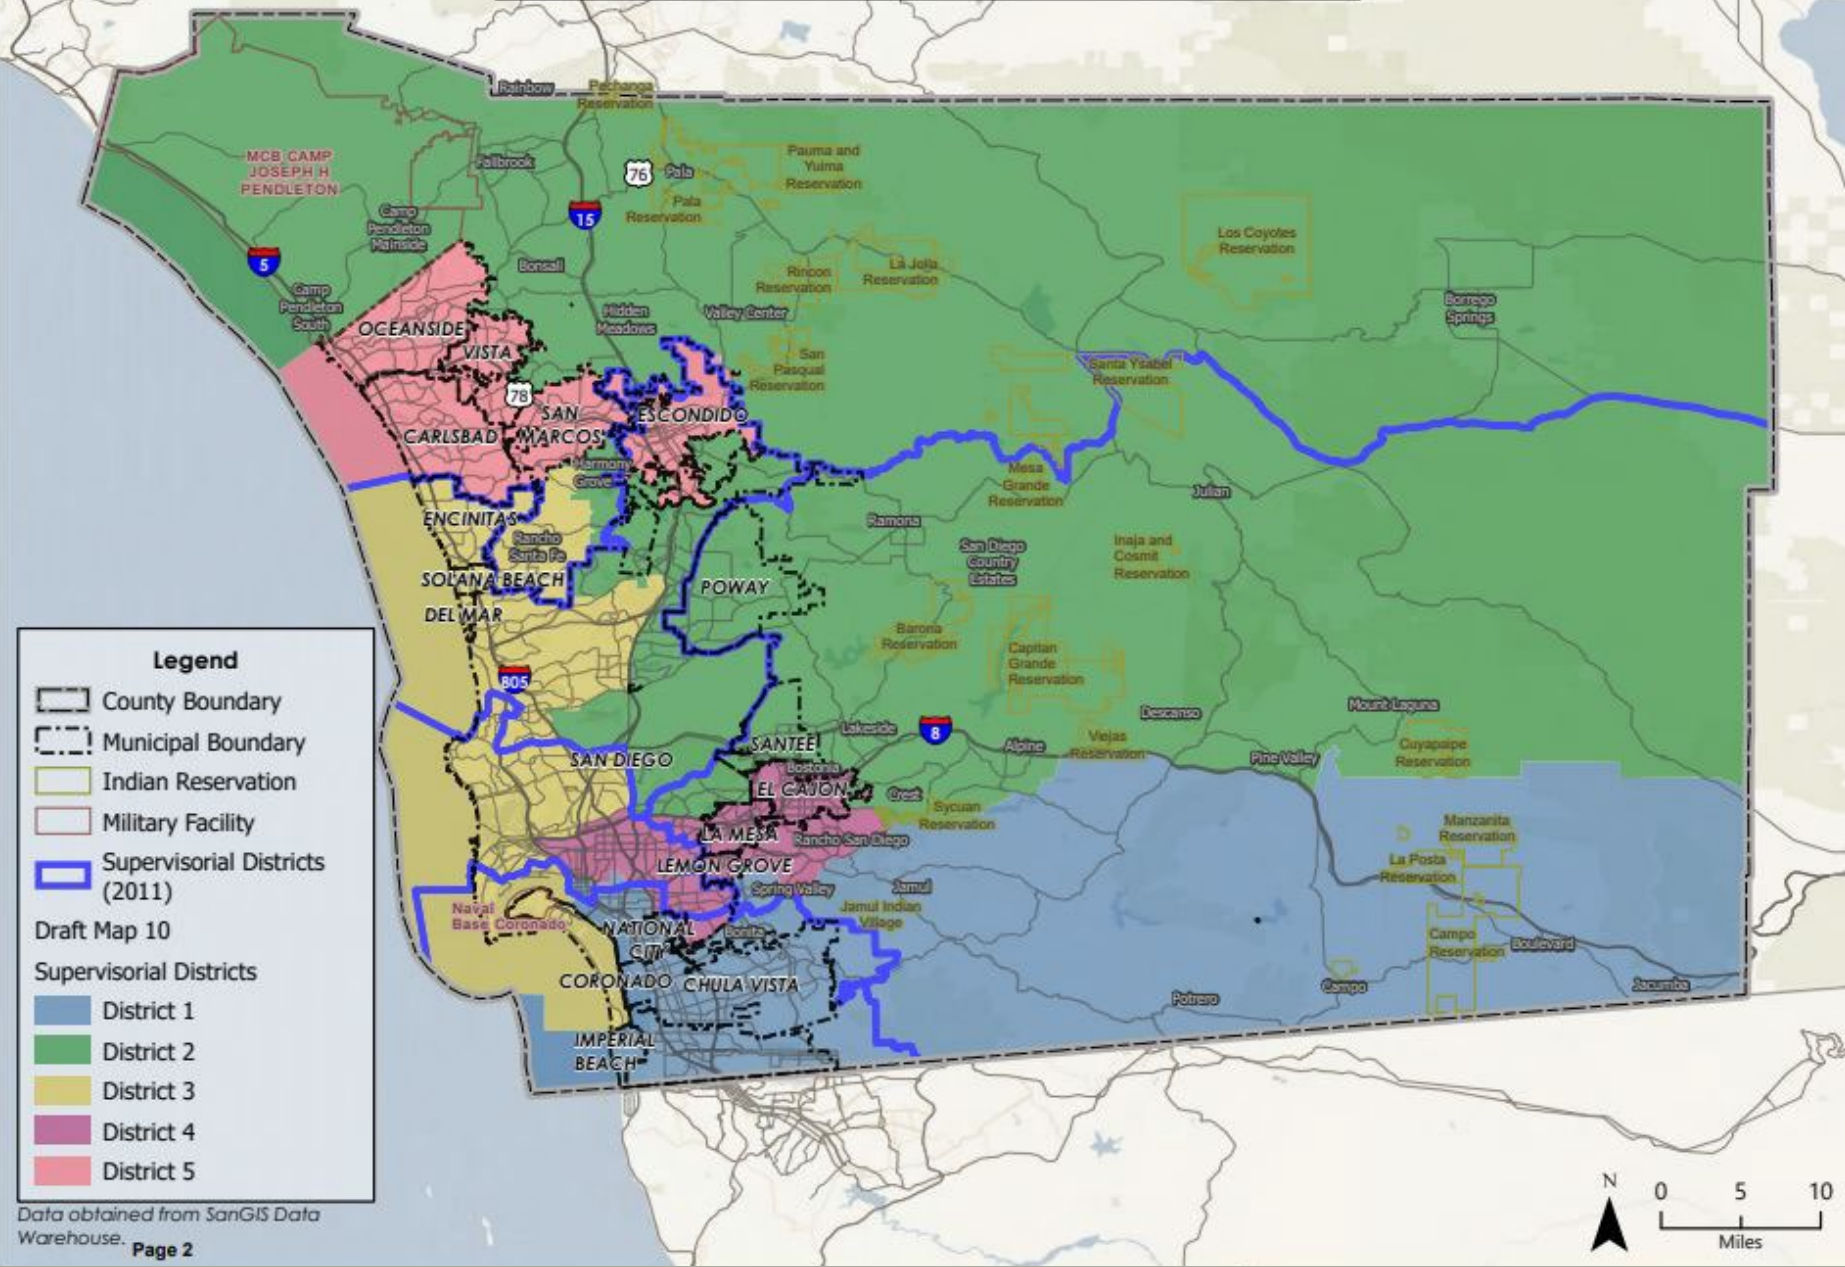 Rainbow
Pechanga
Reservation
MCB CAMP
JOSEPH H
PENDLETON
Fallbrook
76
Pala
Pauma and
Yuima
Reservation
Pala
Reservation
15
Camp
Pendleton
Mainside
5
Los Coyotes
Reservation
Bonsall
Rincon
Reservation
La Jolla
Reservation
Camp
Pendleton
South
Hidden
Meadows
Valley Center
Borrego
Springs
OCEANSIDE
VISTA
San
Pasqual
Reservation
Santa Ysabel
Reservation
78
SAN
MARCOS
ESCONDIDO
CARLSBAD
Harmony
Grove
Mesa
Grande
Reservation
Julian
ENCINITAS
Rancho
Santa Fe
Ramona
San Diego
Country
Estates
Inaja and
Cosmit
Reservation
SOLANA BEACH
POWAY
DEL MAR
Barona
Reservation
Capitan
Grande
Reservation
805
Descanso
Mount Laguna
SAN DIEGO
SANTEE
Lakeside
8
Alpine
Viejas
Reservation
Pine Valley
Cuyapaipe
Reservation
Bostonia
EL CAJON
Crest
Sycuan
Reservation
LA MESA
Rancho San Diego
Manzanita
Reservation
LEMON GROVE
La Posta
Reservation
Spring Valley
Jamul
Jamul Indian
Village
Naval
Base Coronado
NATIONAL
CITY
Bonita
Campo
Reservation
Boulevard
CORONADO
CHULA VISTA
Potrero
Campo
Jacumba
IMPERIAL
BEACH
Legend
County Boundary
Municipal Boundary
Indian Reservation
Military Facility
Supervisorial Districts
(2011)
Draft Map 10
Supervisorial Districts
District 1
District 2
District 3
District 4
District 5
Data obtained from SanGIS Data
Warehouse.
Page 2
N
0 5 10
Miles